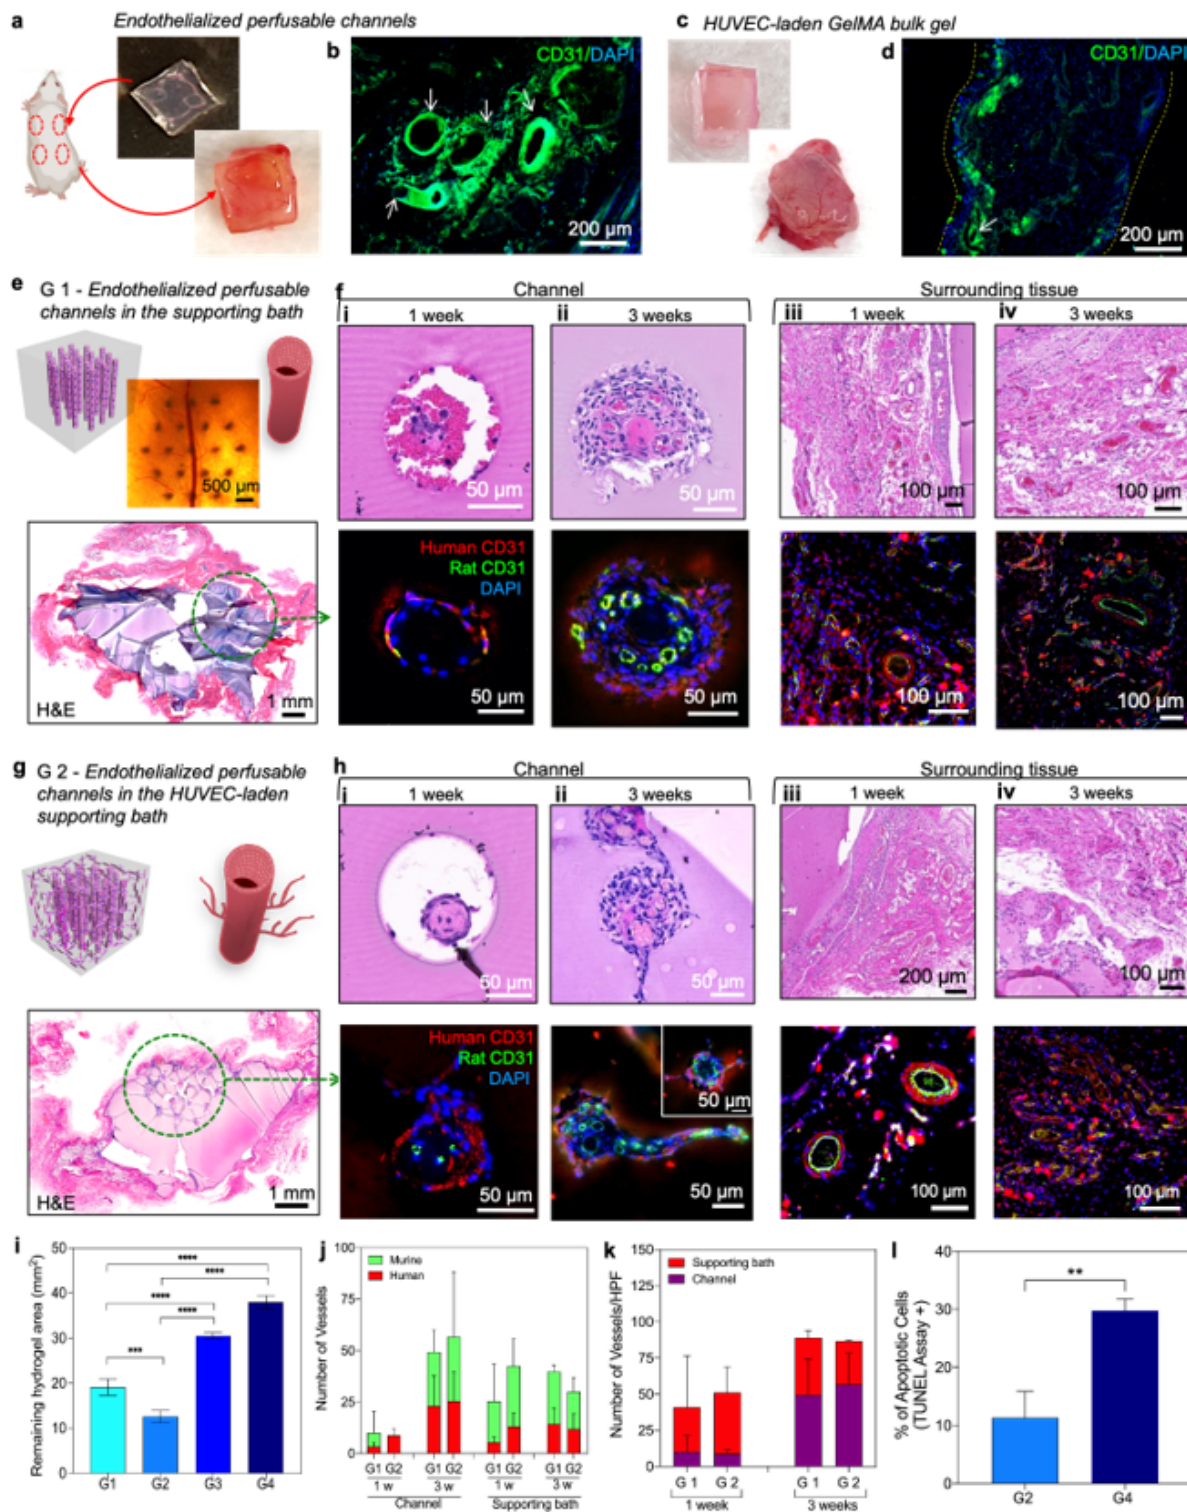 a Endothelialized perfusable channels
b
CD31/DAPI
200 µm
c HUVEC-laden GelMA bulk gel
d
CD31/DAPI
200 µm
e G 1 - Endothelialized perfusable
channels in the supporting bath
500 µm
H&E
1 mm
f
Channel
i 1 week
ii 3 weeks
Surrounding tissue
iii 1 week
iv 3 weeks
50 µm
50 µm
100 µm
100 µm
Human CD31
Rat CD31
DAPI
50 µm
50 µm
100 µm
100 µm
g G 2 - Endothelialized perfusable
channels in the HUVEC-laden
supporting bath
H&E
1 mm
h
Channel
i 1 week
ii 3 weeks
Surrounding tissue
iii 1 week
iv 3 weeks
50 µm
50 µm
200 µm
100 µm
Human CD31
Rat CD31
DAPI
50 µm
50 µm
50 µm
100 µm
100 µm
i
Remaining hydrogel area (mm²)
50
40
30
20
10
0
****
****
****
****
***
G1 G2 G3 G4
j
Number of Vessels
100
75
50
25
0
Murine
Human
G1 G2 G1 G2 G1 G2 G1 G2
1 w 3 w 1 w 3 w
Channel Supporting bath
k
Number of Vessels/HPF
150
125
100
75
50
25
0
Supporting bath
Channel
G 1 G 2 G 1 G 2
1 week 3 weeks
l
% of Apoptotic Cells
(TUNEL Assay +)
40
30
20
10
0
**
G2 G4